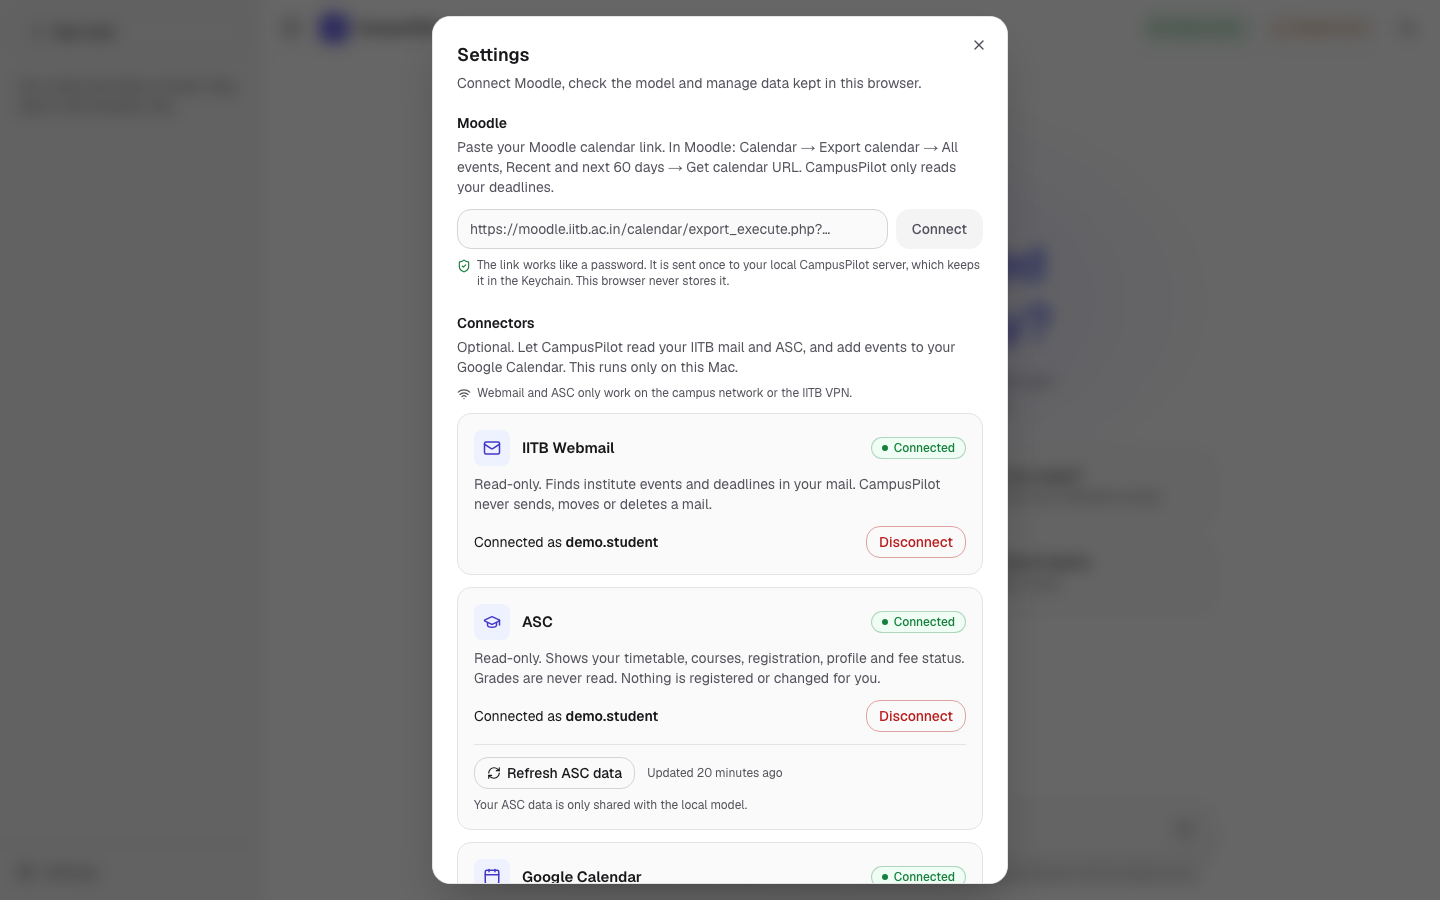 Settings
Connect Moodle, check the model and manage data kept in this browser.
Moodle
Paste your Moodle calendar link. In Moodle: Calendar → Export calendar → All
events, Recent and next 60 days → Get calendar URL. CampusPilot only reads
your deadlines.
https://moodle.iitb.ac.in/calendar/export_execute.php?…
Connect
The link works like a password. It is sent once to your local CampusPilot server, which keeps
it in the Keychain. This browser never stores it.
Connectors
Optional. Let CampusPilot read your IITB mail and ASC, and add events to your
Google Calendar. This runs only on this Mac.
Webmail and ASC only work on the campus network or the IITB VPN.
IITB Webmail
Connected
Read-only. Finds institute events and deadlines in your mail. CampusPilot
never sends, moves or deletes a mail.
Connected as demo.student
Disconnect
ASC
Connected
Read-only. Shows your timetable, courses, registration, profile and fee status.
Grades are never read. Nothing is registered or changed for you.
Connected as demo.student
Disconnect
Refresh ASC data
Updated 20 minutes ago
Your ASC data is only shared with the local model.
Google Calendar
Connected